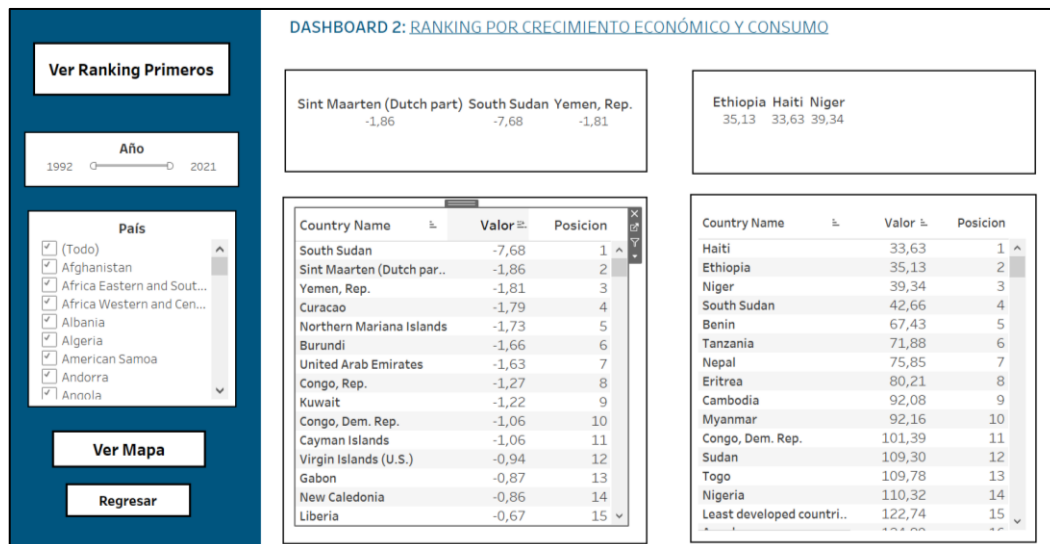 DASHBOARD 2: RANKING POR CRECIMIENTO ECONÓMICO Y CONSUMO
Ver Ranking Primeros
Año
1992 2021
País
(Todo)
Afghanistan
Africa Eastern and Sout...
Africa Western and Cen...
Albania
Algeria
American Samoa
Andorra
Angola
Ver Mapa
Regresar
Sint Maarten (Dutch part) South Sudan Yemen, Rep.
-1,86 -7,68 -1,81
Ethiopia Haiti Niger
35,13 33,63 39,34
Country Name Valor Posicion
South Sudan -7,68 1
Sint Maarten (Dutch par.. -1,86 2
Yemen, Rep. -1,81 3
Curacao -1,79 4
Northern Mariana Islands -1,73 5
Burundi -1,66 6
United Arab Emirates -1,63 7
Congo, Rep. -1,27 8
Kuwait -1,22 9
Congo, Dem. Rep. -1,06 10
Cayman Islands -1,06 11
Virgin Islands (U.S.) -0,94 12
Gabon -0,87 13
New Caledonia -0,86 14
Liberia -0,67 15
Country Name Valor Posicion
Haiti 33,63 1
Ethiopia 35,13 2
Niger 39,34 3
South Sudan 42,66 4
Benin 67,43 5
Tanzania 71,88 6
Nepal 75,85 7
Eritrea 80,21 8
Cambodia 92,08 9
Myanmar 92,16 10
Congo, Dem. Rep. 101,39 11
Sudan 109,30 12
Togo 109,78 13
Nigeria 110,32 14
Least developed countri.. 122,74 15